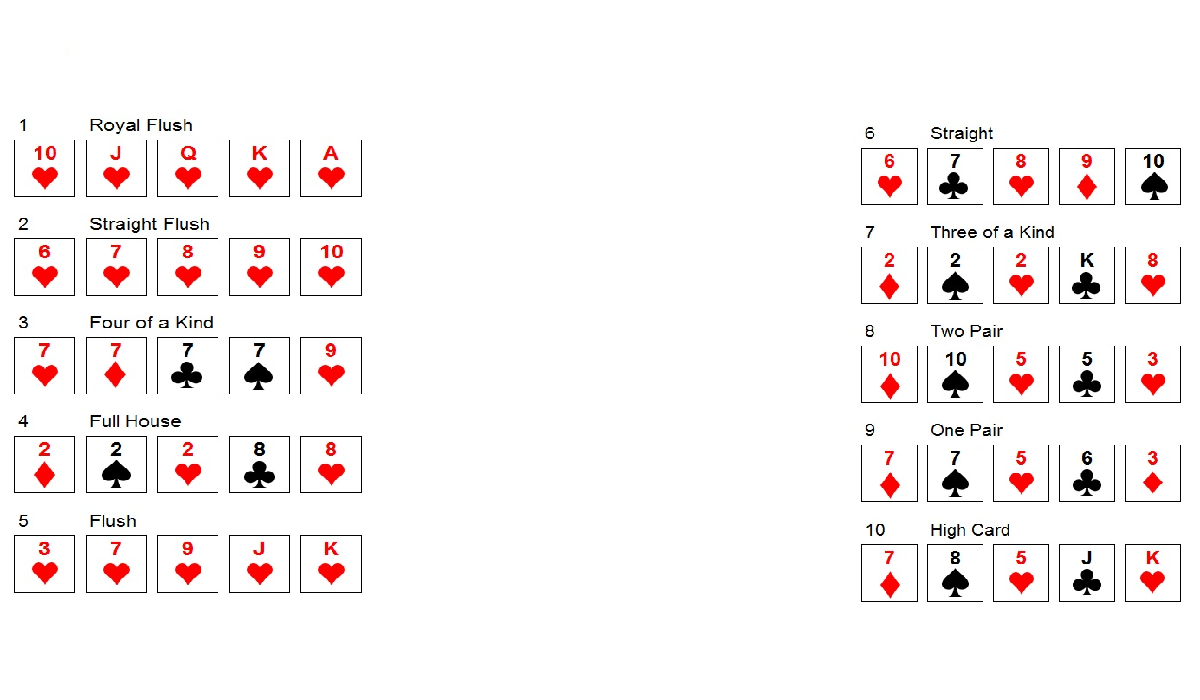 1 Royal Flush
10 J Q K A
2 Straight Flush
6 7 8 9 10
3 Four of a Kind
7 7 7 7 9
4 Full House
2 2 2 8 8
5 Flush
3 7 9 J K
6 Straight
6 7 8 9 10
7 Three of a Kind
2 2 2 K 8
8 Two Pair
10 10 5 5 3
9 One Pair
7 7 5 6 3
10 High Card
7 8 5 J K